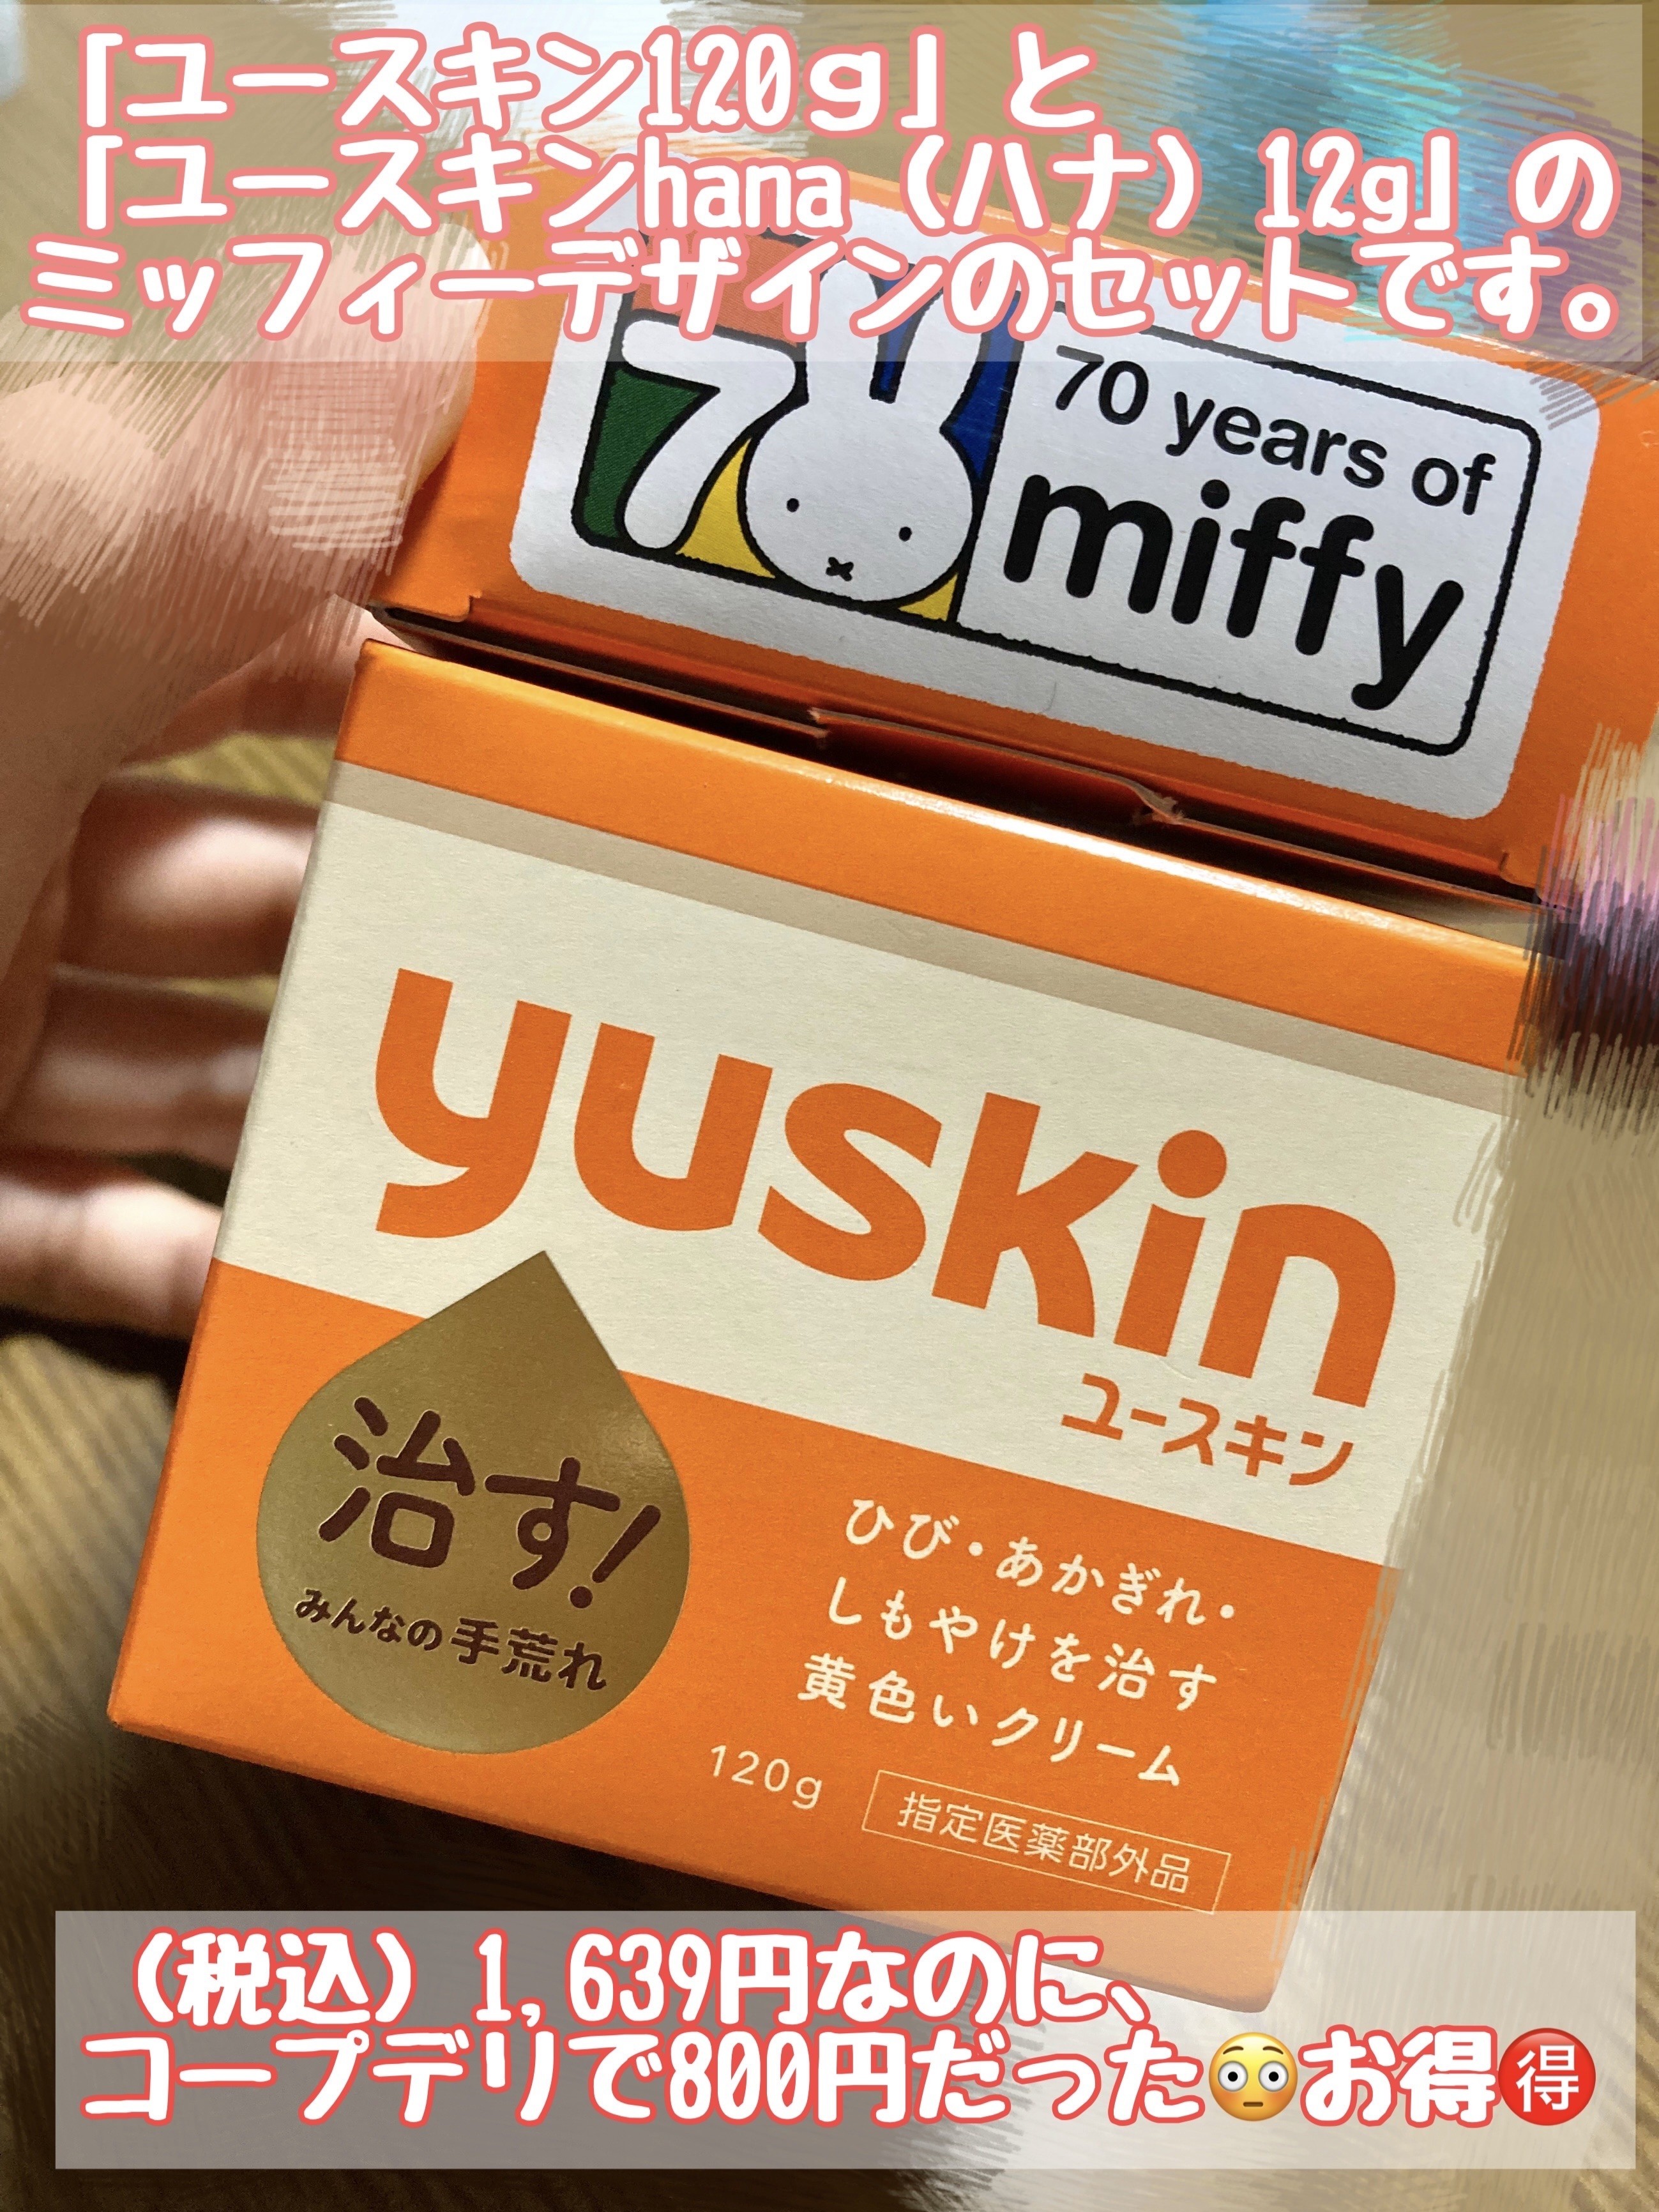 「ユースキン120ｇ」と
「ユースキンhana（ハナ）12g」の
ミッフィーデザインのセットです。
70
70 years of
miffy
yuskin
ユースキン
治す!
みんなの手荒れ
ひび・あかぎれ・
しもやけを治す
黄色いクリーム
120g
指定医薬部外品
（税込）1,639円なのに、
コープデリで800円だった😳お得🉐